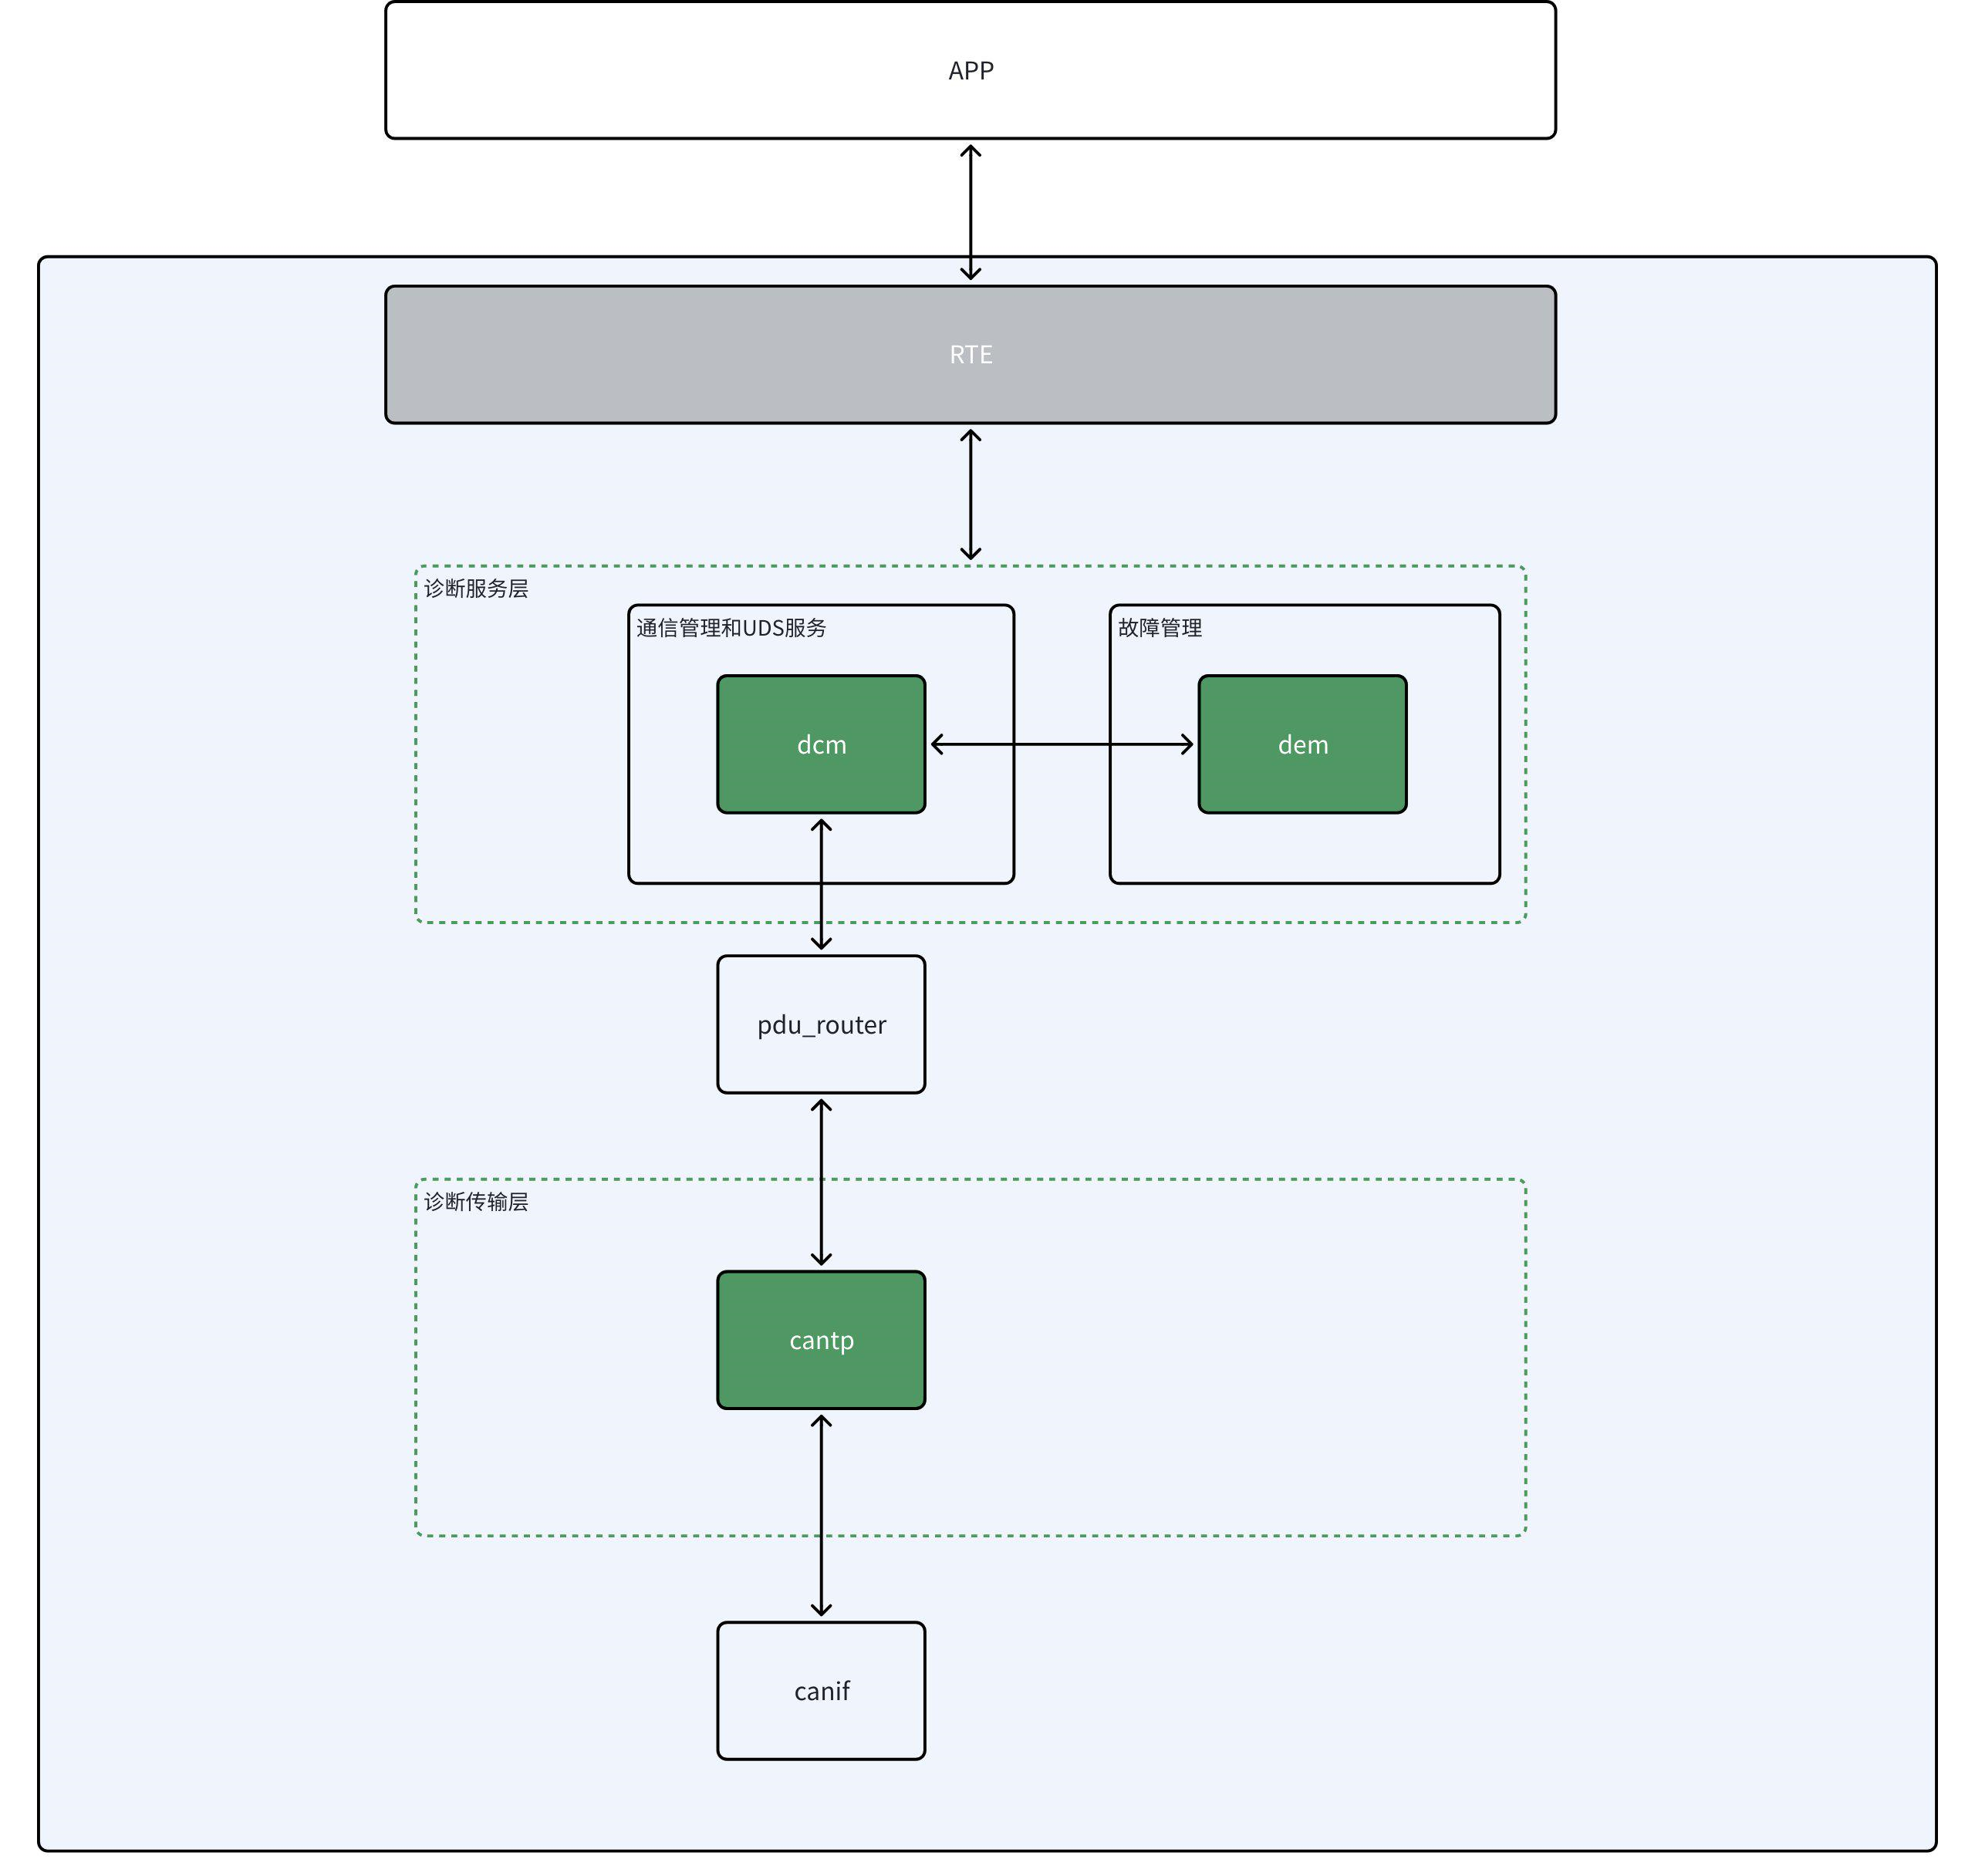 APP
RTE
诊断服务层
通信管理和UDS服务
故障管理
dcm
dem
pdu_router
诊断传输层
cantp
canif